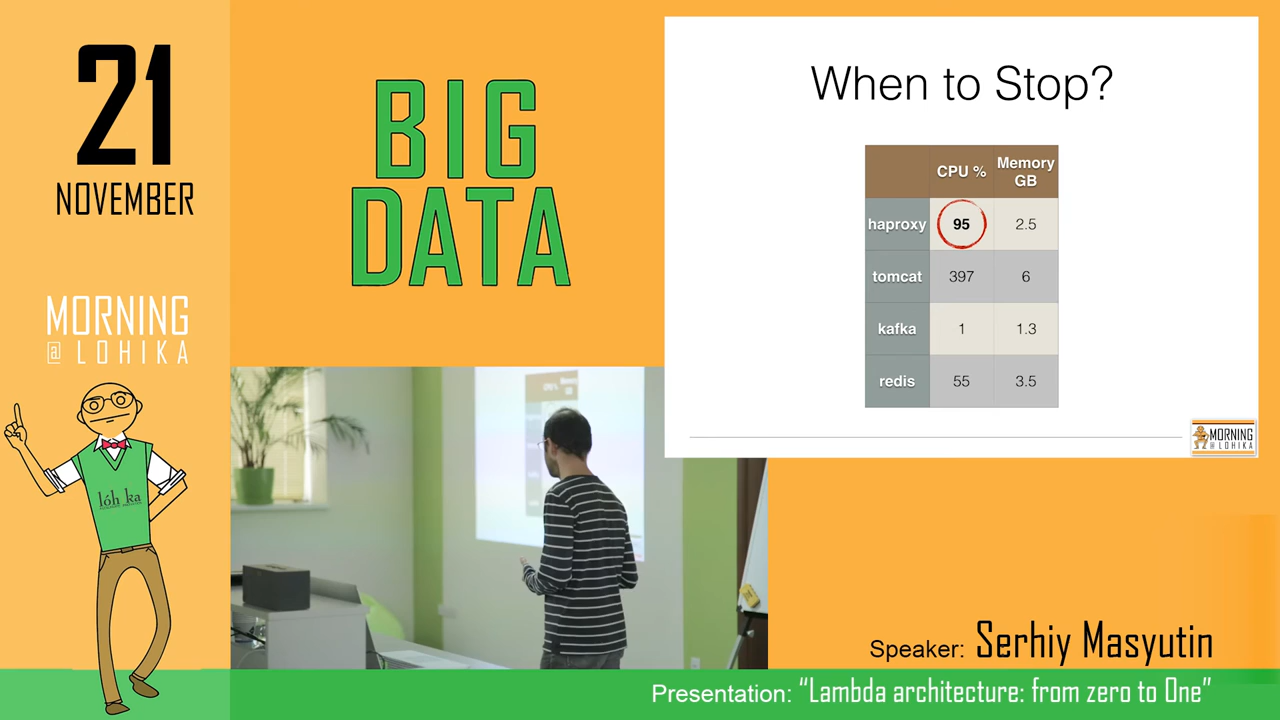 21
NOVEMBER
MORNING
@ LOHIKA
lóh ka
BIG
DATA
When to Stop?
CPU % Memory GB
haproxy 95 2.5
tomcat 397 6
kafka 1 1.3
redis 55 3.5
MORNING
@ LOHIKA
Speaker: Serhiy Masyutin
Presentation: “Lambda architecture: from zero to One”